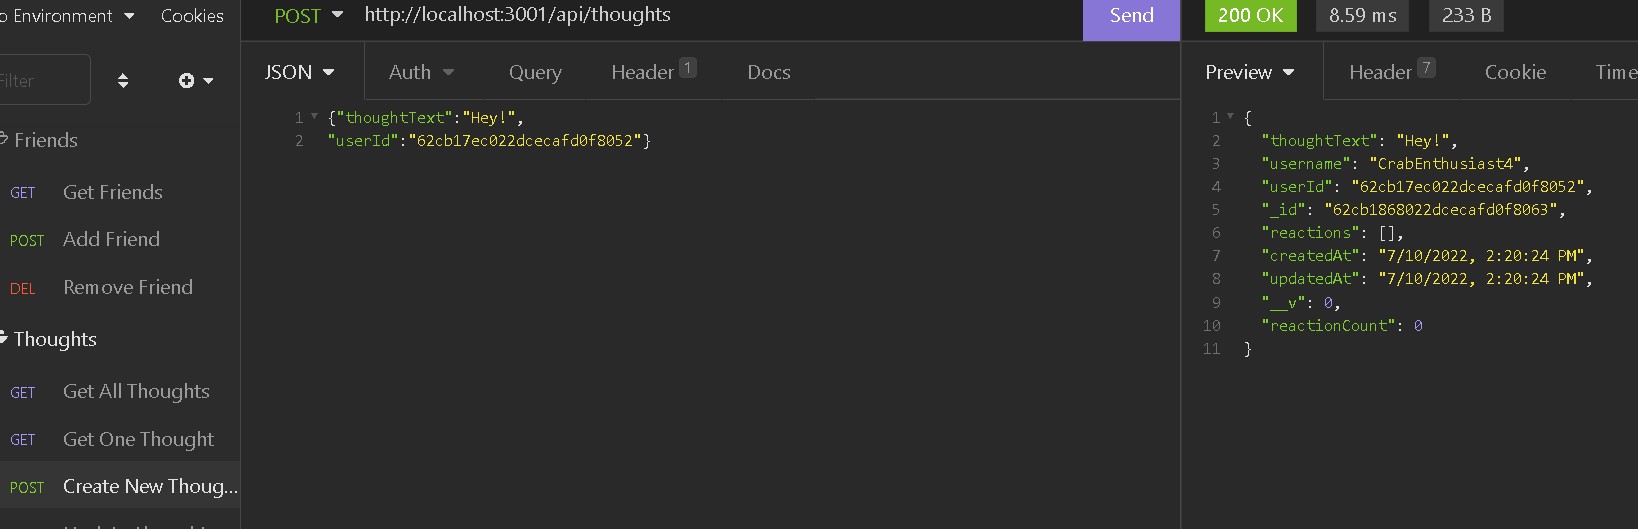 Environment Cookies
Filter
Friends
GET Get Friends
POST Add Friend
DEL Remove Friend
Thoughts
GET Get All Thoughts
GET Get One Thought
POST Create New Thoug...
POST http://localhost:3001/api/thoughts Send
JSON Auth Query Header 1 Docs
1 {"thoughtText":"Hey!",
2 "userId":"62cb17ec022dcecafd0f8052"}
200 OK 8.59 ms 233 B
Preview Header 7 Cookie Time
1 {
2 "thoughtText": "Hey!",
3 "username": "CrabEnthusiast4",
4 "userId": "62cb17ec022dcecafd0f8052",
5 "_id": "62cb1868022dcecafd0f8063",
6 "reactions": [],
7 "createdAt": "7/10/2022, 2:20:24 PM",
8 "updatedAt": "7/10/2022, 2:20:24 PM",
9 "__v": 0,
10 "reactionCount": 0
11 }